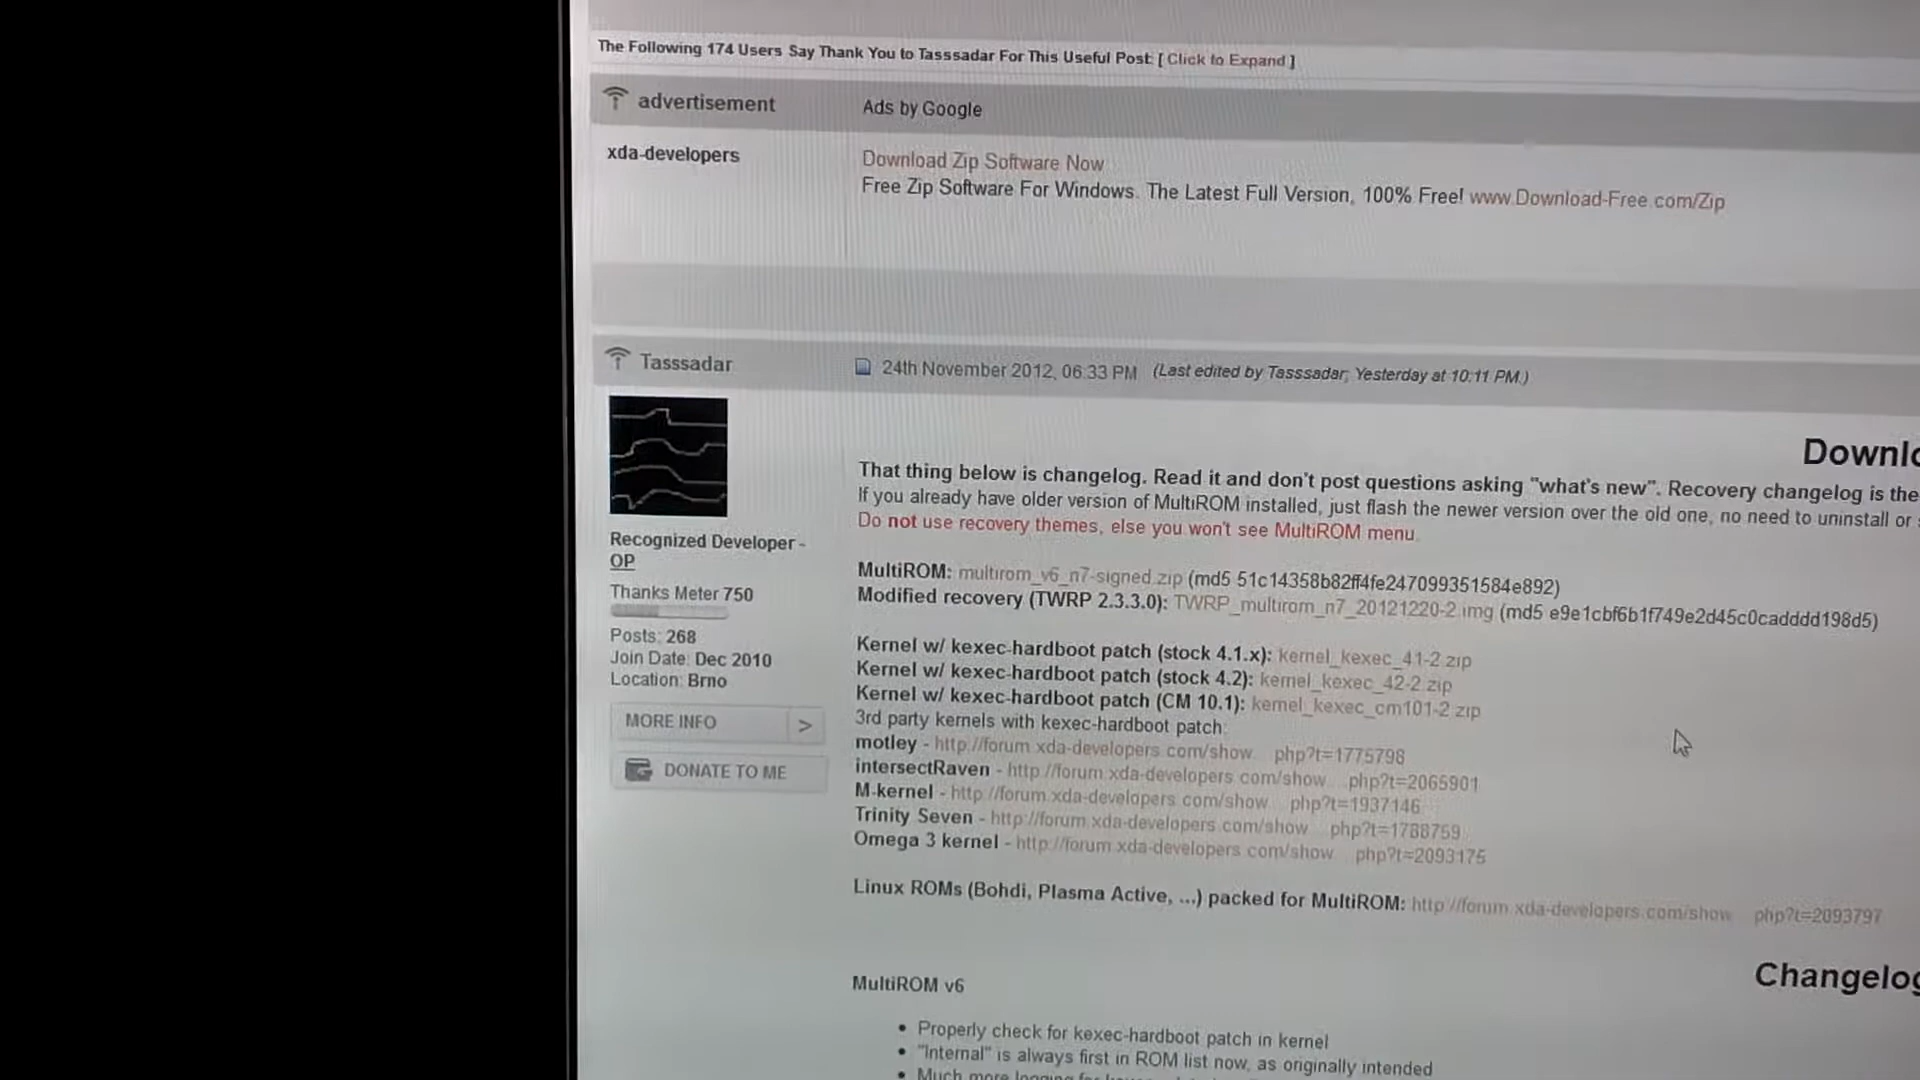 The Following 174 Users Say Thank You to Tasssadar For This Useful Post: [ Click to Expand ]
advertisement
Ads by Google
xda-developers
Download Zip Software Now
Free Zip Software For Windows. The Latest Full Version, 100% Free! www.Download-Free.com/Zip
Tasssadar
24th November 2012, 06:33 PM (Last edited by Tasssadar; Yesterday at 10:11 PM.)
Downlo
That thing below is changelog. Read it and don't post questions asking "what's new". Recovery changelog is the
If you already have older version of MultiROM installed, just flash the newer version over the old one, no need to uninstall or
Do not use recovery themes, else you won't see MultiROM menu.
Recognized Developer -
OP
Thanks Meter 750
Posts: 268
Join Date: Dec 2010
Location: Brno
MORE INFO >
DONATE TO ME
MultiROM: multirom_v6_n7-signed.zip (md5 51c14358b82ff4fe247099351584e892)
Modified recovery (TWRP 2.3.3.0): TWRP_multirom_n7_20121220-2.img (md5 e9e1cbf6b1f749e2d45c0cadddd198d5)
Kernel w/ kexec-hardboot patch (stock 4.1.x): kernel_kexec_41-2.zip
Kernel w/ kexec-hardboot patch (stock 4.2): kernel_kexec_42-2.zip
Kernel w/ kexec-hardboot patch (CM 10.1): kernel_kexec_cm101-2.zip
3rd party kernels with kexec-hardboot patch:
motley - http://forum.xda-developers.com/show... php?t=1775798
intersectRaven - http://forum.xda-developers.com/show... php?t=2065901
M-kernel - http://forum.xda-developers.com/show... php?t=1937146
Trinity Seven - http://forum.xda-developers.com/show... php?t=1788759
Omega 3 kernel - http://forum.xda-developers.com/show... php?t=2093175
Linux ROMs (Bohdi, Plasma Active, ...) packed for MultiROM: http://forum.xda-developers.com/show... php?t=2093797
Changelog
MultiROM v6
• Properly check for kexec-hardboot patch in kernel
• "Internal" is always first in ROM list now, as originally intended
• Much more logging for